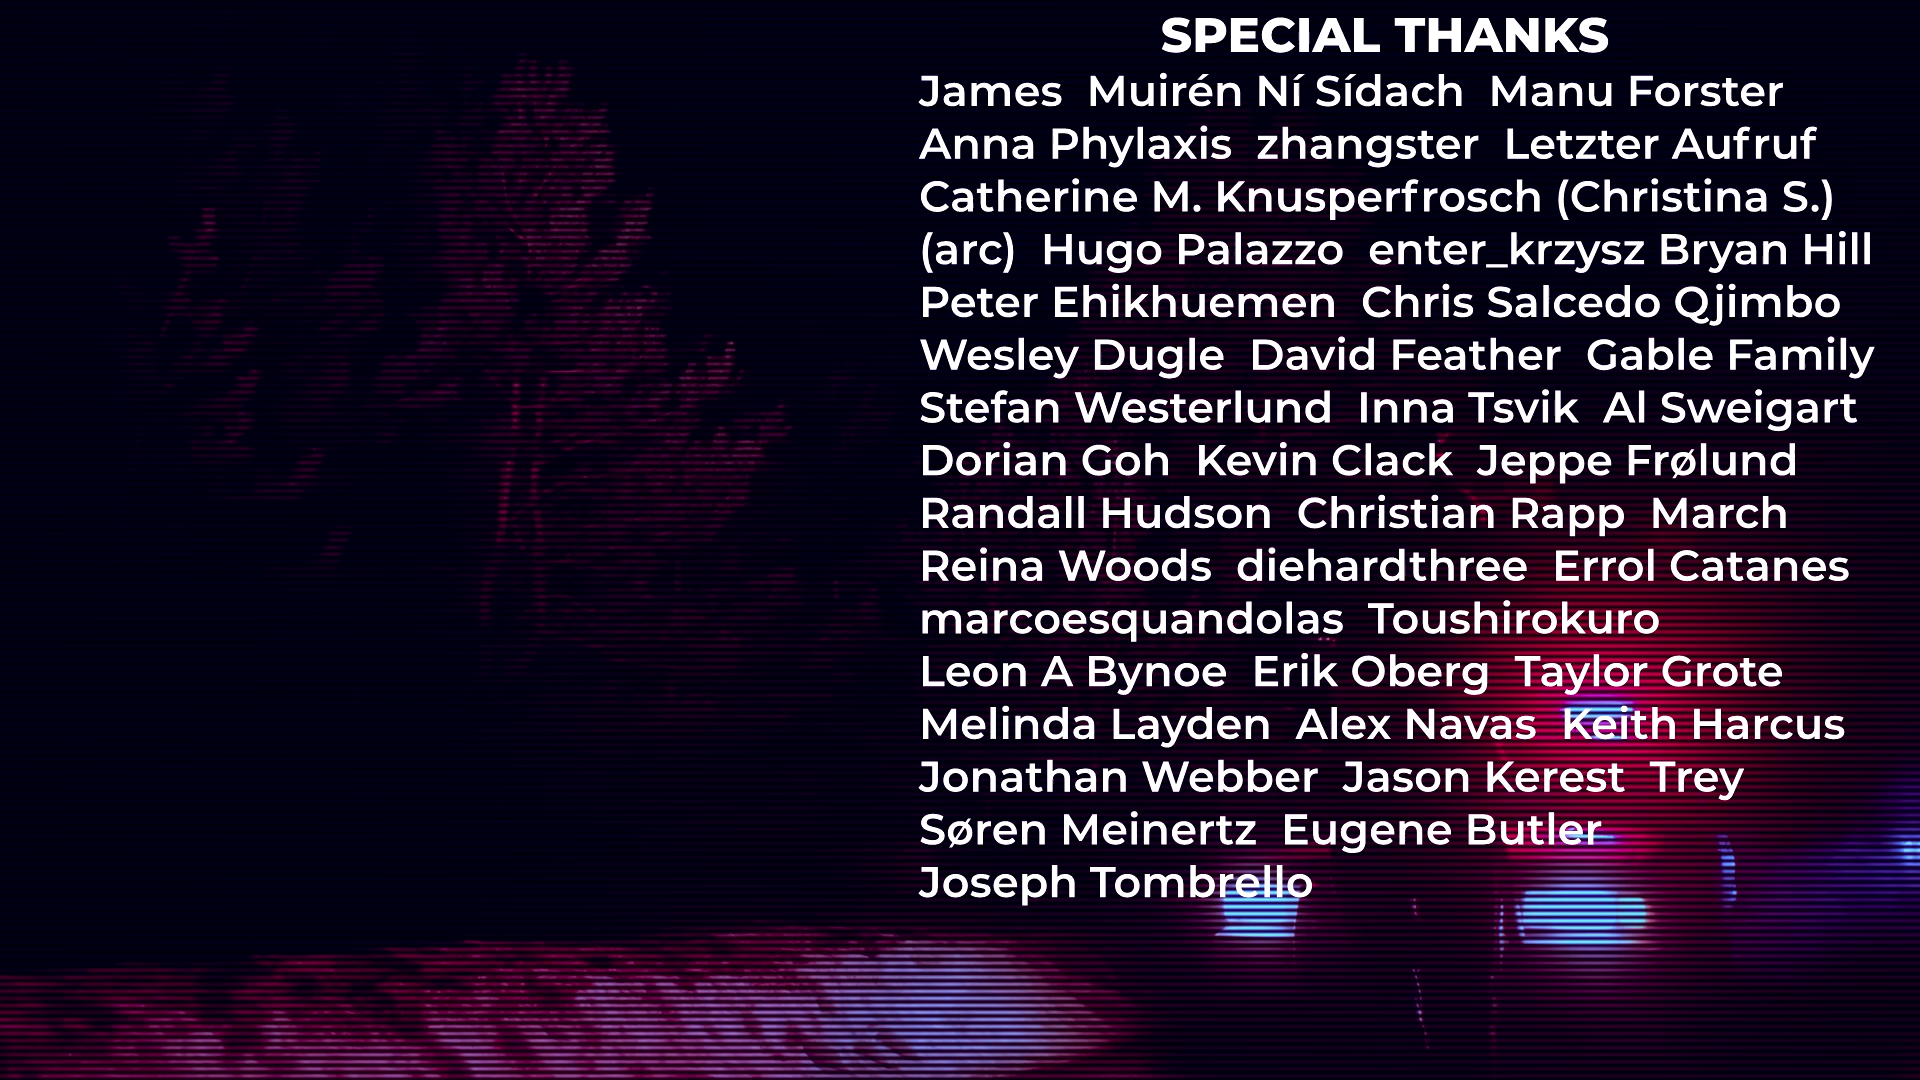 SPECIAL THANKS
James  Muirén Ní Sídach  Manu Forster
Anna Phylaxis  zhangster  Letzter Aufruf
Catherine M. Knusperfrosch (Christina S.)
(arc)  Hugo Palazzo  enter_krzysz Bryan Hill
Peter Ehikhuemen  Chris Salcedo Qjimbo
Wesley Dugle  David Feather  Gable Family
Stefan Westerlund  Inna Tsvik  Al Sweigart
Dorian Goh  Kevin Clack  Jeppe Frølund
Randall Hudson  Christian Rapp  March
Reina Woods  diehardthree  Errol Catanes
marcoesquandolas  Toushirokuro
Leon A Bynoe  Erik Oberg  Taylor Grote
Melinda Layden  Alex Navas  Keith Harcus
Jonathan Webber  Jason Kerest  Trey
Søren Meinertz  Eugene Butler
Joseph Tombrello